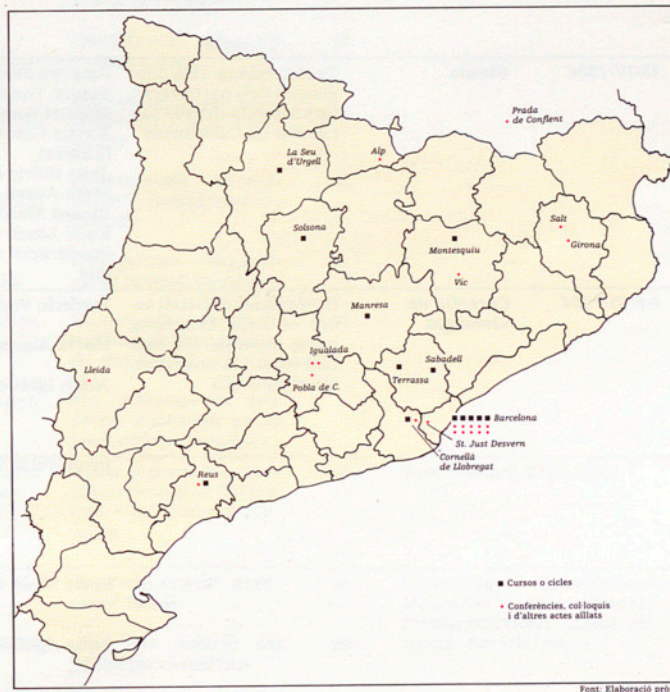 Prada
de Conflent
La Seu
d'Urgell
Alp
Salt
Girona
Solsona
Montesquiu
Vic
Manresa
Igualada
Lleida
Pobla de C.
Sabadell
Terrassa
Barcelona
St. Just Desvern
Cornellà
de Llobregat
Reus
Cursos o cicles
Conferències, col·loquis
i d'altres actes aïllats
Font: Elaboració prò